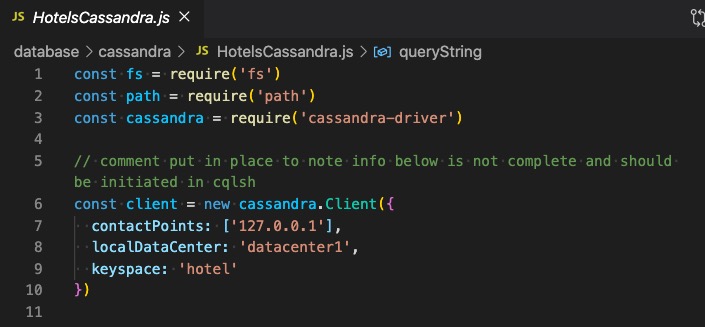 JS HotelsCassandra.js ×
database > cassandra > JS HotelsCassandra.js > queryString
1 const fs = require('fs')
2 const path = require('path')
3 const cassandra = require('cassandra-driver')
4
5 // comment put in place to note info below is not complete and should
be initiated in cqlsh
6 const client = new cassandra.Client({
7 contactPoints: ['127.0.0.1'],
8 localDataCenter: 'datacenter1',
9 keyspace: 'hotel'
10 })
11